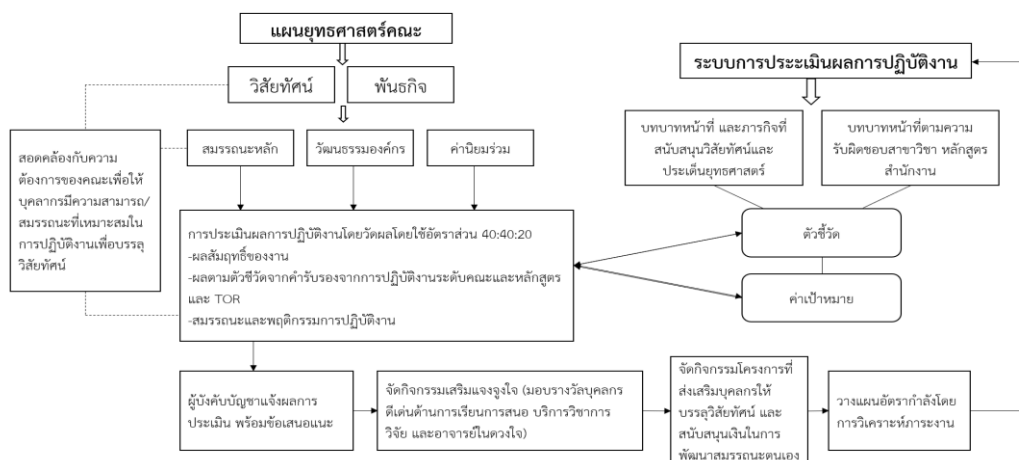 แผนยุทธศาสตร์คณะ
วิสัยทัศน์
พันธกิจ
สมรรถนะหลัก
วัฒนธรรมองค์กร
ค่านิยมร่วม
สอดคล้องกับความ
ต้องการของคณะเพื่อให้
บุคลากรมีความสามารถ/
สมรรถนะที่เหมาะสมใน
การปฏิบัติงานเพื่อบรรลุ
วิสัยทัศน์
ระบบการประะเมินผลการปฏิบัติงาน
บทบาทหน้าที่ และภารกิจที่
สนับสนุนวิสัยทัศน์และ
ประเด็นยุทธศาสตร์
บทบาทหน้าที่ตามความ
รับผิดชอบสาขาวิชา หลักสูตร
สำนักงาน
การประเมินผลการปฏิบัติงานโดยวัดผลโดยใช้อัตราส่วน 40:40:20
-ผลสัมฤทธิ์ของงาน
-ผลตามตัวชี้วัดจากคำรับรองจากการปฏิบัติงานระดับคณะและหลักสูตร
และ TOR
-สมรรถนะและพฤติกรรมการปฏิบัติงาน
ตัวชี้วัด
ค่าเป้าหมาย
ผู้บังคับบัญชาแจ้งผลการ
ประเมิน พร้อมข้อเสนอแนะ
จัดกิจกรรมเสริมแจงจูงใจ (มอบรางวัลบุคลกร
ดีเด่นด้านการเรียนการสนอ บริการวิชาการ
วิจัย และอาจารย์ในดวงใจ)
จัดกิจกรรมโครงการที่
ส่งเสริมบุคลกรให้
บรรลุวิสัยทัศน์ และ
สนับสนุนเงินในการ
พัฒนาสมรรถนะตนเอง
วางแผนอัตรากำลังโดย
การวิเคราะห์ภาระงาน